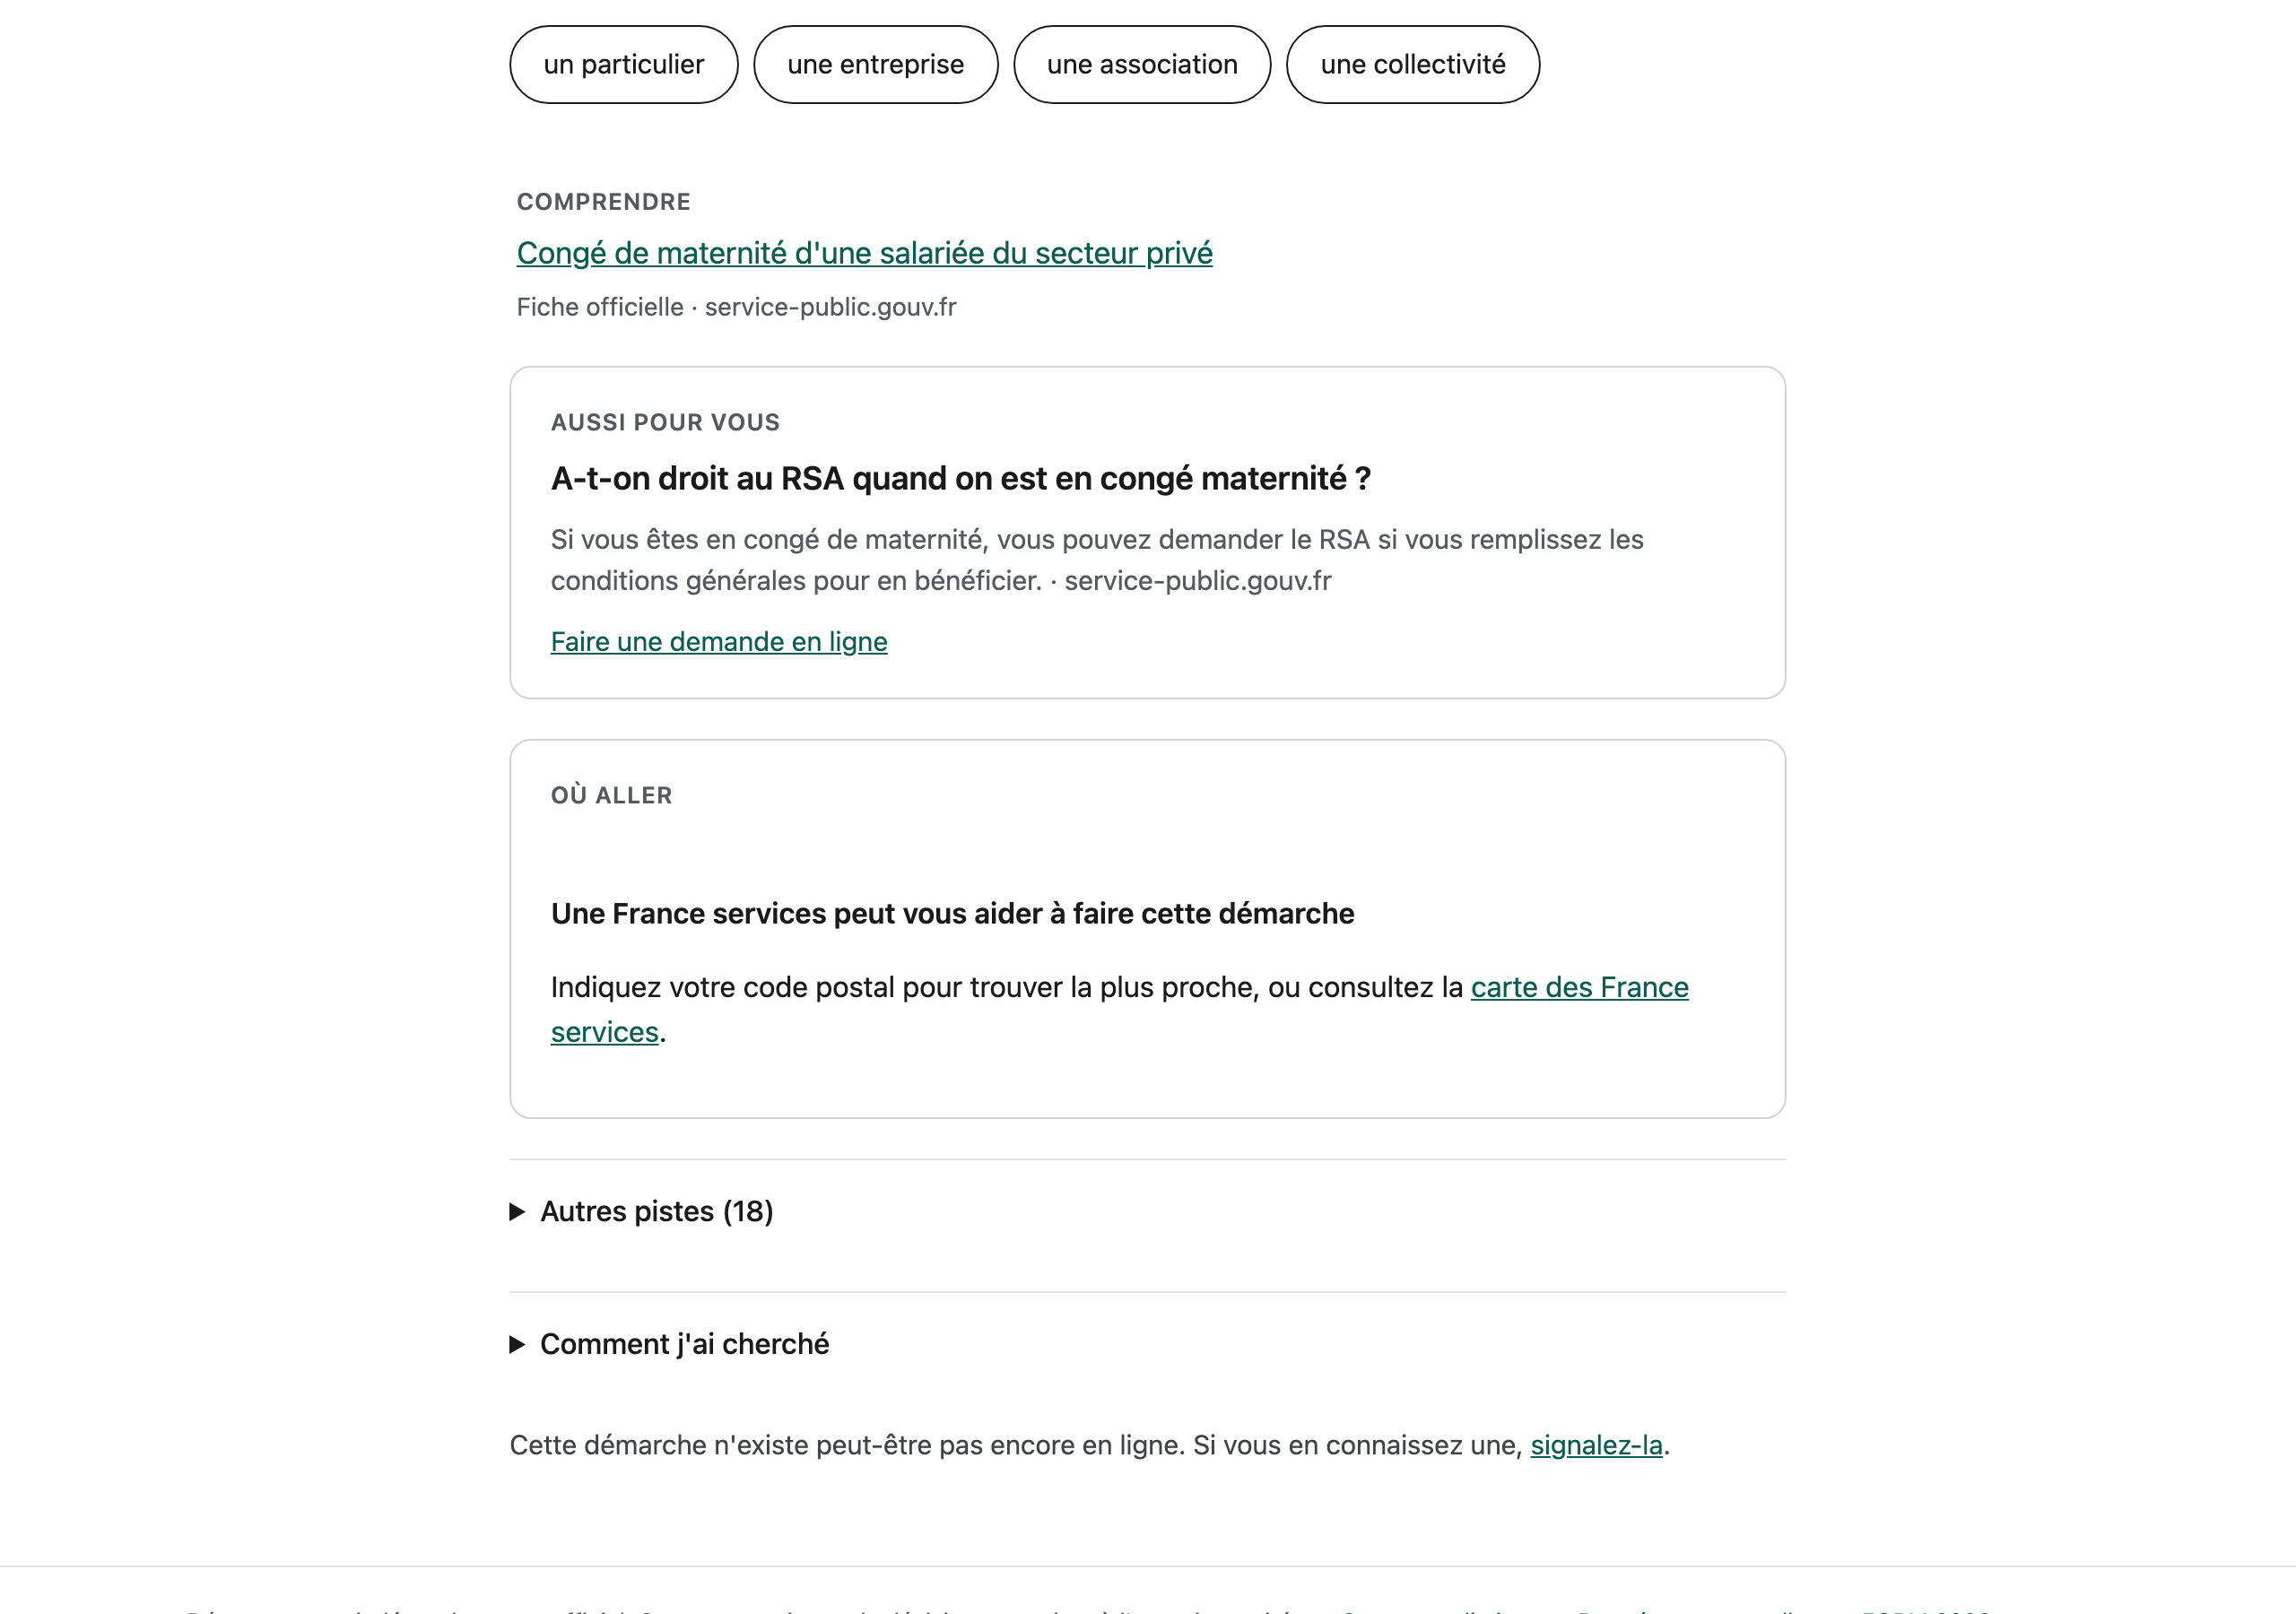 un particulier
une entreprise
une association
une collectivité
COMPRENDRE
Congé de maternité d'une salariée du secteur privé
Fiche officielle · service-public.gouv.fr
AUSSI POUR VOUS
A-t-on droit au RSA quand on est en congé maternité ?
Si vous êtes en congé de maternité, vous pouvez demander le RSA si vous remplissez les
conditions générales pour en bénéficier. · service-public.gouv.fr
Faire une demande en ligne
OÙ ALLER
Une France services peut vous aider à faire cette démarche
Indiquez votre code postal pour trouver la plus proche, ou consultez la carte des France
services.
Autres pistes (18)
Comment j'ai cherché
Cette démarche n'existe peut-être pas encore en ligne. Si vous en connaissez une, signalez-la.